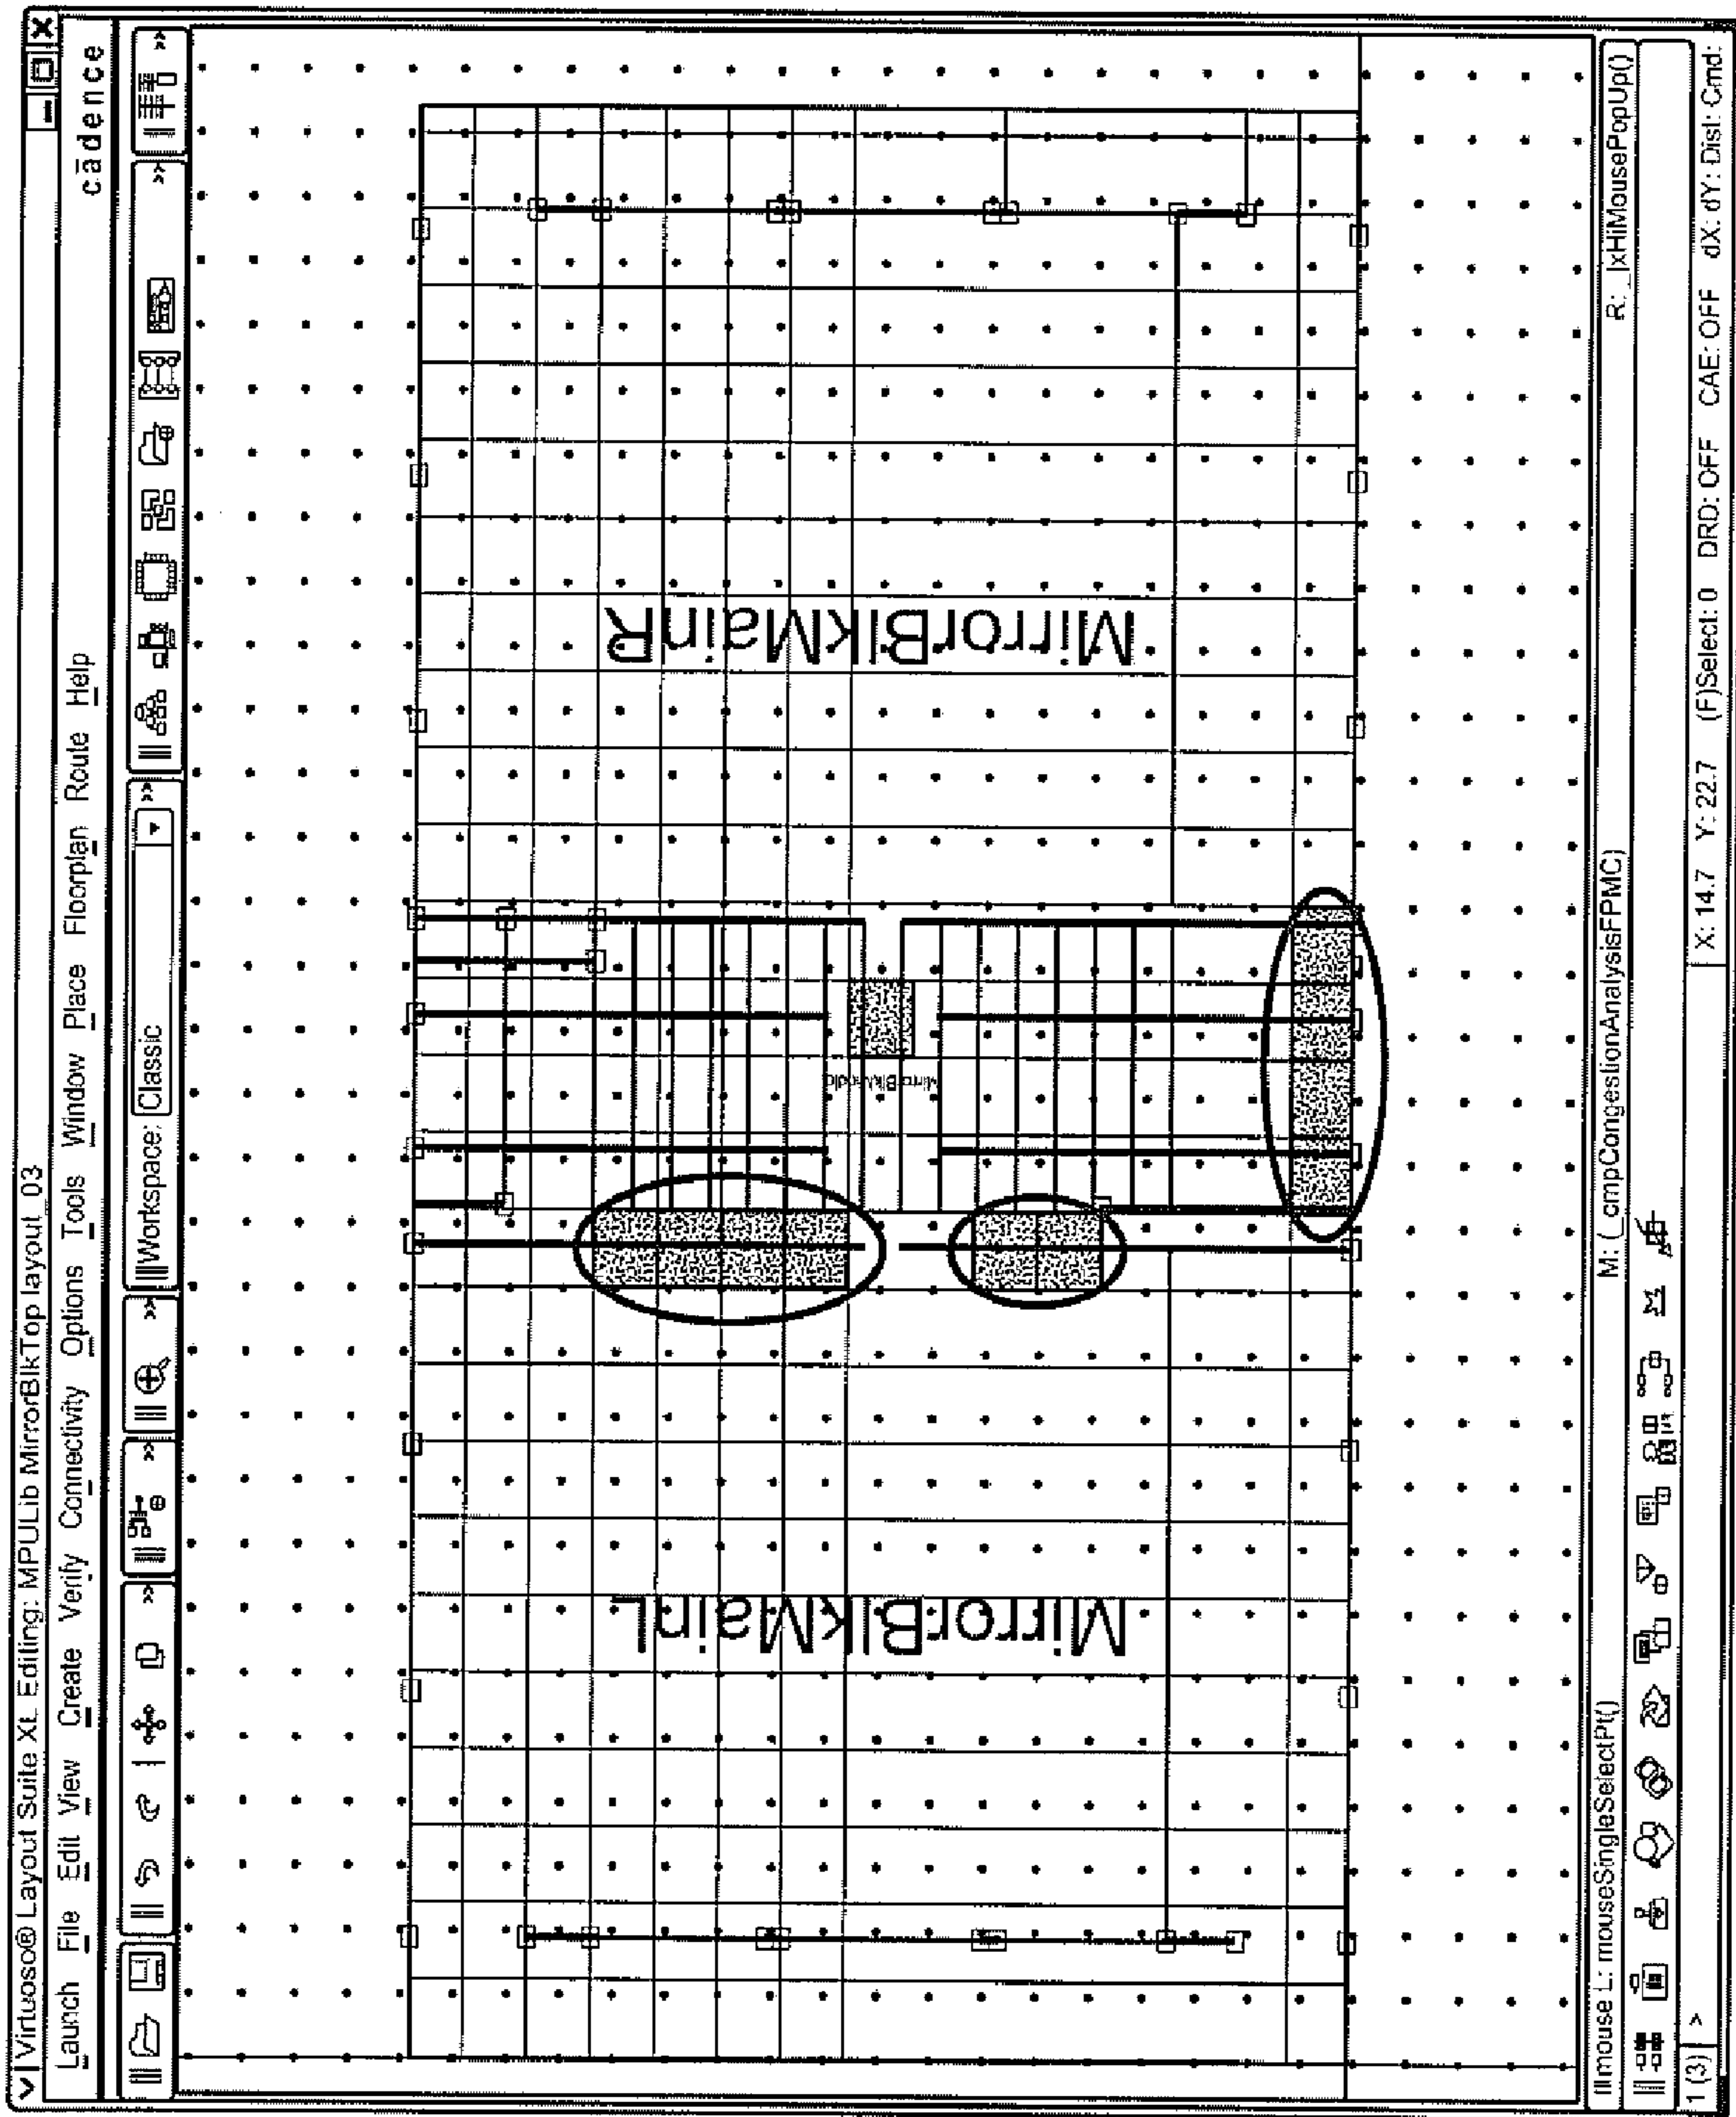 Virtuoso® Layout Suite XL Editing: MPULib MirrorBlkTop layout_03
Launch File Edit View Create Verify Connectivity Options Tools Window Place Floorplan Route Help
cādence
Workspace: Classic
MirrorBlkMainL
MirrorBlkMainR
mouse L: mouseSingleSelectPt()
M: (_cmpCongestionAnalysisFPMC)
R: _lxHiMousePopUp()
1 (3) >
X: 14.7 Y: 22.7 (F)Select: 0 DRD: OFF CAE: OFF dX: dY: Dist: Cmd: